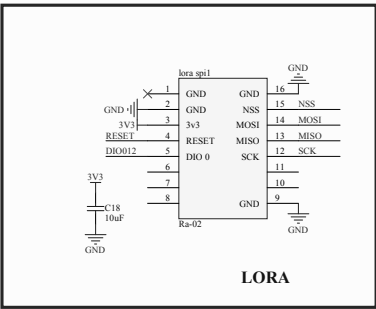 lora spi1
GND
1 GND GND 16
GND 2 GND NSS 15 NSS
3V3 3 3v3 MOSI 14 MOSI
RESET 4 RESET MISO 13 MISO
DIO012 5 DIO 0 SCK 12 SCK
6 11
7 10
8 GND 9
3V3
C18
10uF
GND
GND
Ra-02
LORA